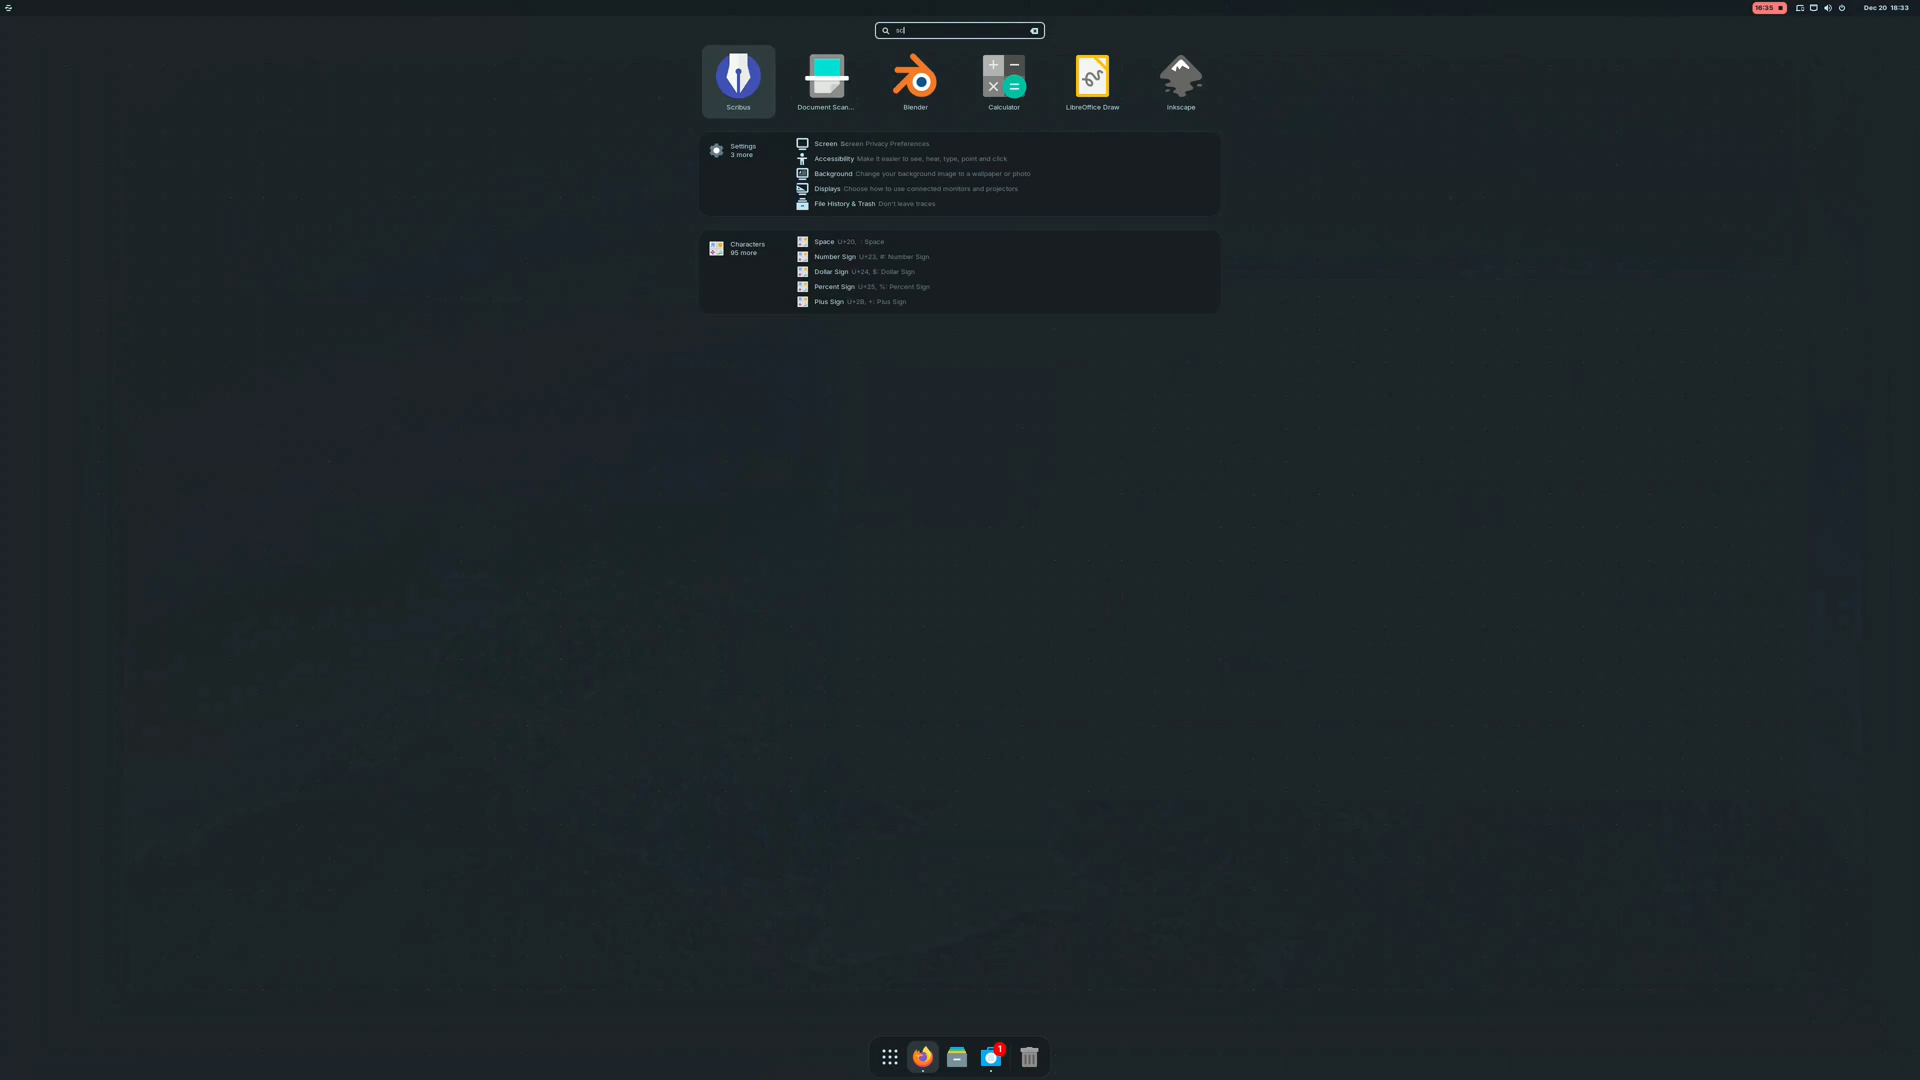 16:35
Dec 20 18:33
sc
Scribus
Document Scan...
Blender
Calculator
LibreOffice Draw
Inkscape
Settings
3 more
Screen Screen Privacy Preferences
Accessibility Make it easier to see, hear, type, point and click
Background Change your background image to a wallpaper or photo
Displays Choose how to use connected monitors and projectors
File History & Trash Don't leave traces
Characters
95 more
Space U+20, : Space
Number Sign U+23, #: Number Sign
Dollar Sign U+24, $: Dollar Sign
Percent Sign U+25, %: Percent Sign
Plus Sign U+2B, +: Plus Sign
1